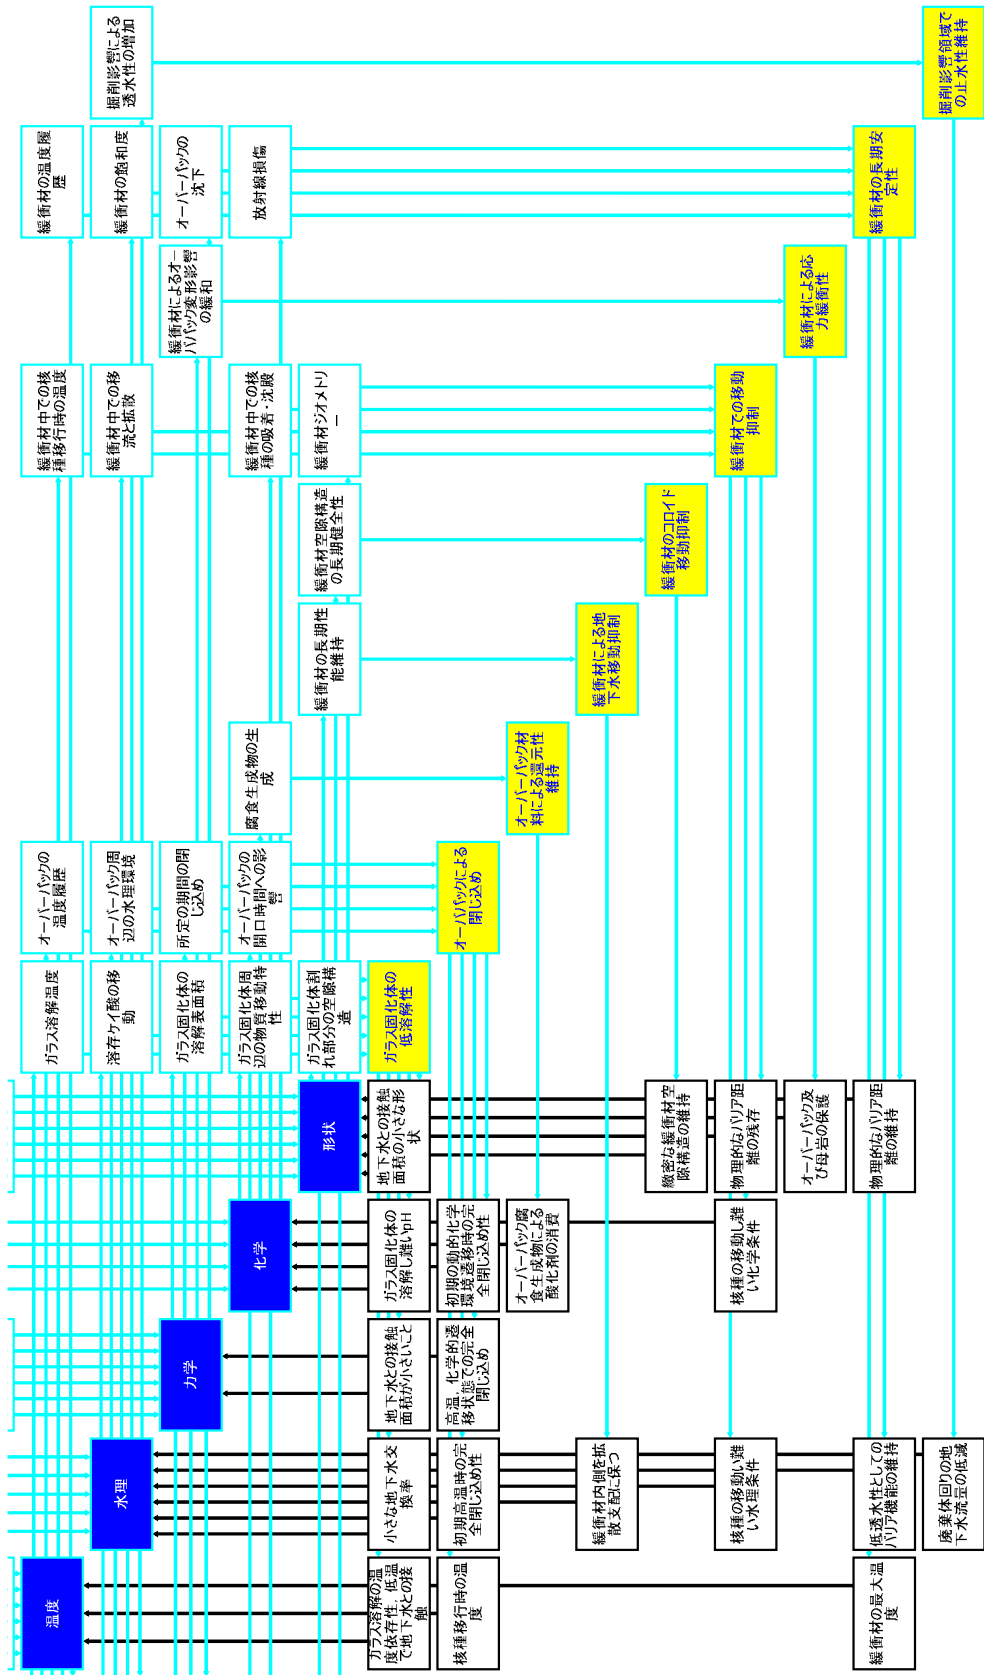 温度
ガラス溶解温度
オーバーパックの
温度履歴
緩衝材中での核
種移行時の温度
緩衝材の温度履
歴
水理
溶存ケイ酸の移
動
オーバーパック周
辺の水理環境
緩衝材中での移
流と拡散
緩衝材の飽和度
掘削影響による
透水性の増加
力学
ガラス固化体の
溶解表面積
所定の期間の閉
じ込め
緩衝材によるオー
バパック変形影響
の緩和
オーバーパックの
沈下
化学
ガラス固化体周
辺の物質移動特
性
オーバーパックの
開口時間への影
響
腐食生成物の生
成
緩衝材中での核
種の吸着・沈殿
放射線損傷
形状
ガラス固化体割
れ部分の空隙構
造
緩衝材の長期性
能維持
緩衝材空隙構造
の長期健全性
緩衝材ジオメトリ
ー
ガラス溶解の温
度依存性、低温
で地下水との接
触
小さな地下水交
換率
地下水との接触
面積が小さいこと
ガラス固化体の
溶解し難いpH
地下水との接触
面積の小さな形
状
ガラス固化体の
低溶解性
核種移行時の温
度
初期高温時の完
全閉じ込め性
高温、化学的遷
移状態での完全
閉じ込め
初期の動的化学
環境遷移時の完
全閉じ込め性
オーバパックによる
閉じ込め
オーバーパック腐
食生成物による
酸化剤の消費
オーバーパック材
料による還元性
維持
緩衝材内側を拡
散支配に保つ
緩衝材による地
下水移動抑制
緻密な緩衝材空
隙構造の維持
緩衝材のコロイド
移動抑制
核種の移動い難
い水理条件
核種の移動し難
い化学条件
物理的なバリア距
離の残存
緩衝材での移動
抑制
オーバーパック及
び母岩の保護
緩衝材による応
力緩衝性
緩衝材の最大温
度
低透水性としての
バリア機能の維持
物理的なバリア距
離の維持
緩衝材の長期安
定性
廃棄体回りの地
下水流量の低減
掘削影響領域で
の止水性維持